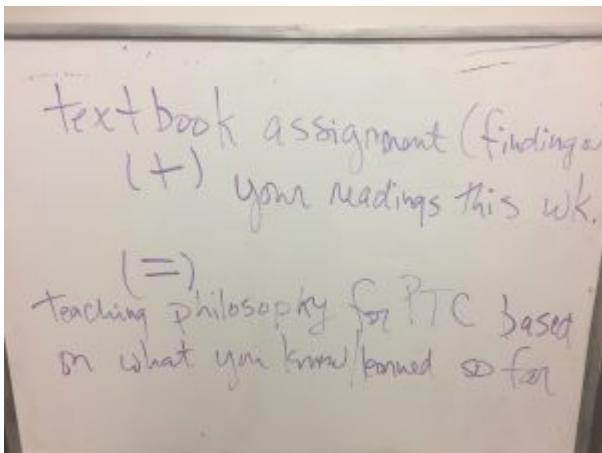 textbook assignment (finding a
(+)
your readings this wk.
(=)
teaching philosophy for PTC based
on what you know/learned so far